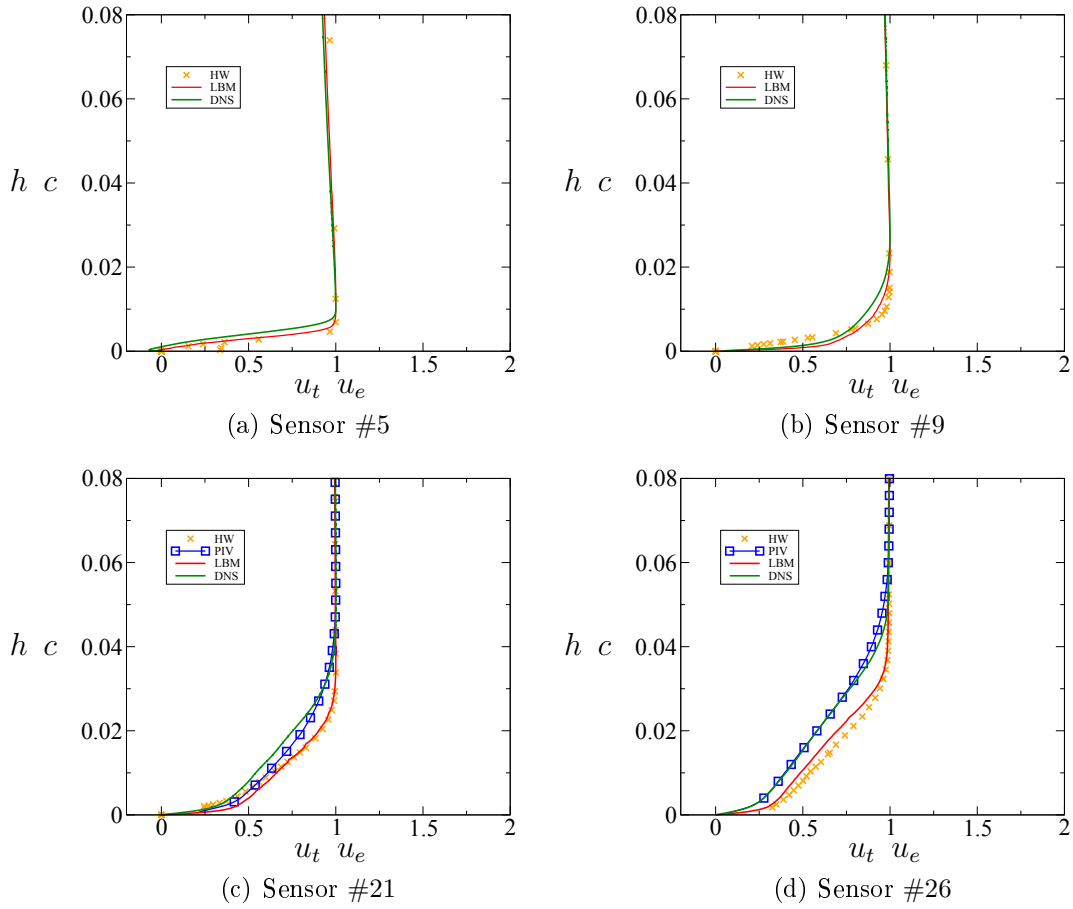 0.08
0.06
0.04
0.02
0
h c
HW
LBM
DNS
0 0.5 1 1.5 2
u_t u_e
(a) Sensor #5
0.08
0.06
0.04
0.02
0
h c
HW
LBM
DNS
0 0.5 1 1.5 2
u_t u_e
(b) Sensor #9
0.08
0.06
0.04
0.02
0
h c
HW
PIV
LBM
DNS
0 0.5 1 1.5 2
u_t u_e
(c) Sensor #21
0.08
0.06
0.04
0.02
0
h c
HW
PIV
LBM
DNS
0 0.5 1 1.5 2
u_t u_e
(d) Sensor #26